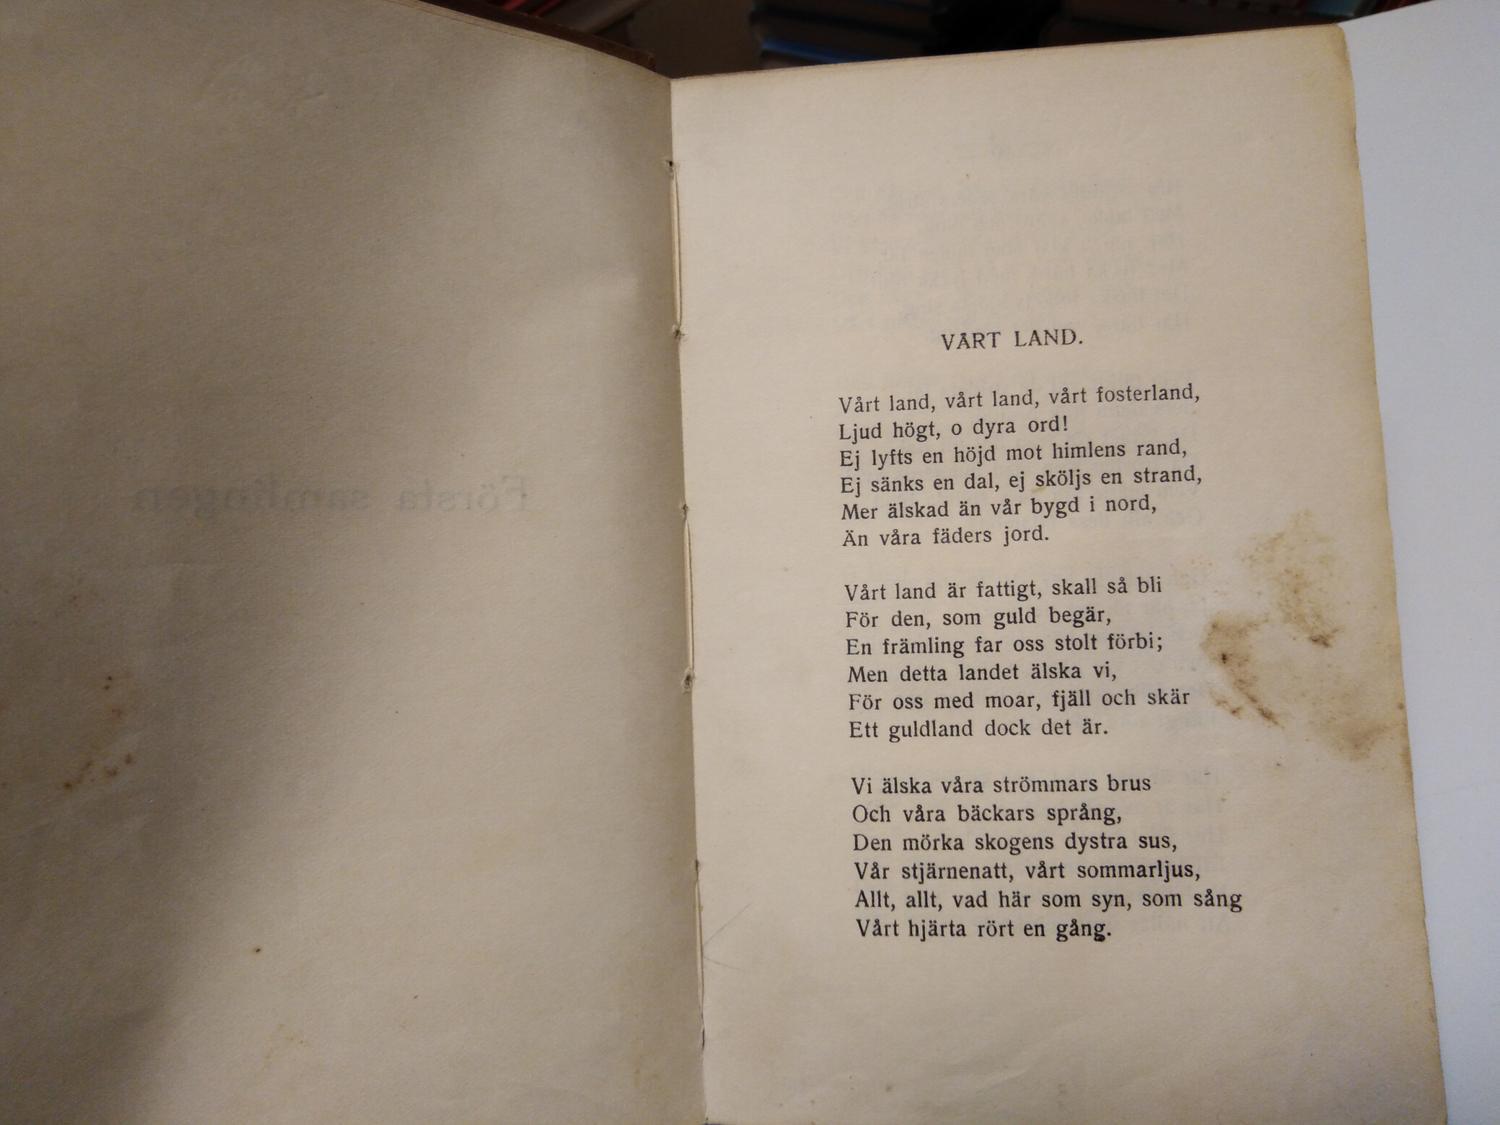 Första samlingen
VÅRT LAND.
Vårt land, vårt land, vårt fosterland,
Ljud högt, o dyra ord!
Ej lyfts en höjd mot himlens rand,
Ej sänks en dal, ej sköljs en strand,
Mer älskad än vår bygd i nord,
Än våra fäders jord.
Vårt land är fattigt, skall så bli
För den, som guld begär,
En främling far oss stolt förbi;
Men detta landet älska vi,
För oss med moar, fjäll och skär
Ett guldland dock det är.
Vi älska våra strömmars brus
Och våra bäckars språng,
Den mörka skogens dystra sus,
Vår stjärnenatt, vårt sommarljus,
Allt, allt, vad här som syn, som sång
Vårt hjärta rört en gång.